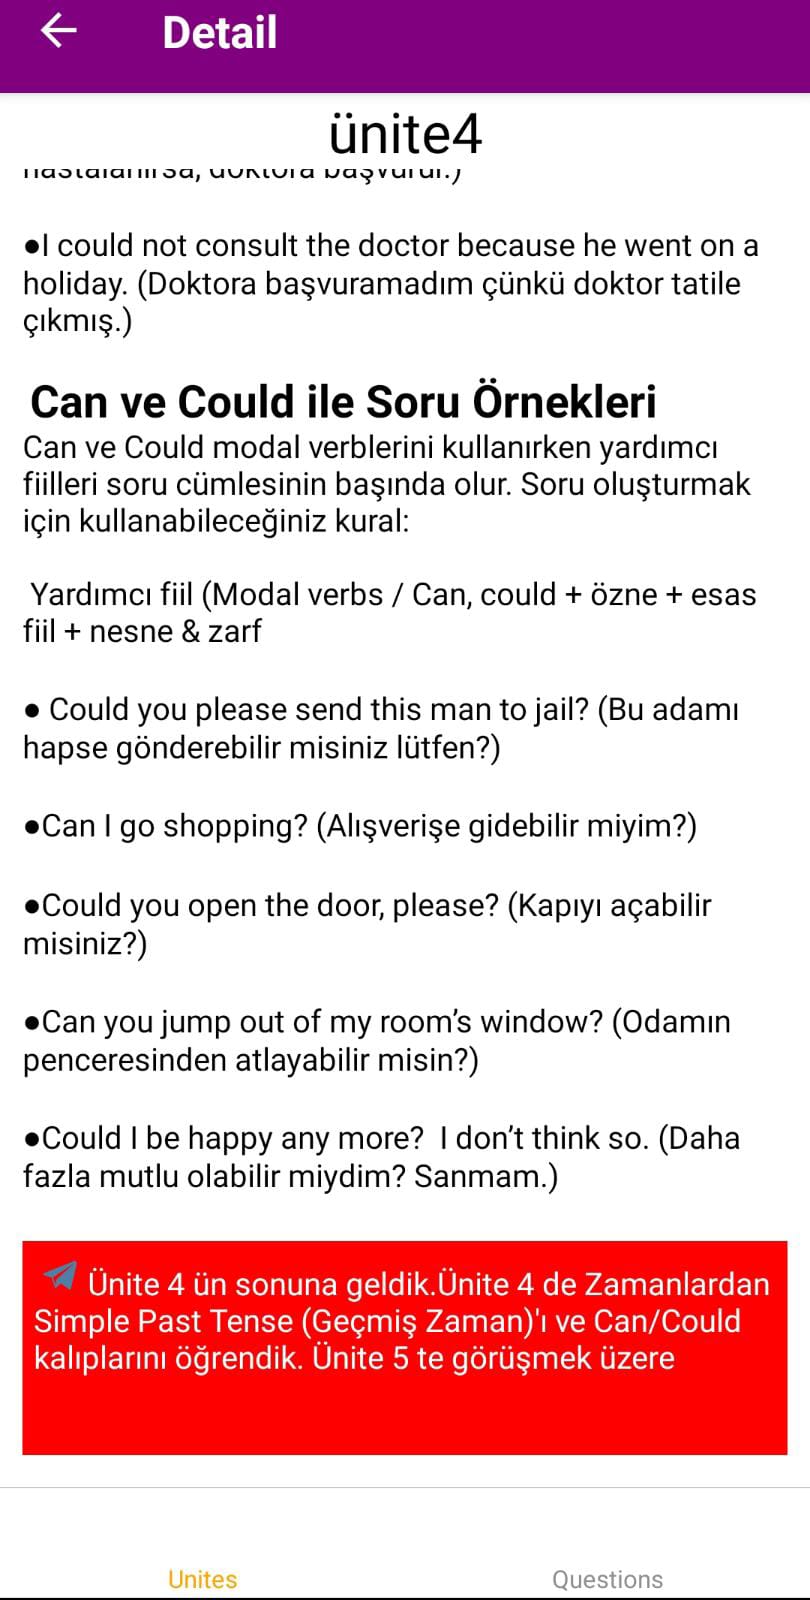 Detail
ünite4
hastalanırsa, doktora başvurur.)
●I could not consult the doctor because he went on a
holiday. (Doktora başvuramadım çünkü doktor tatile
çıkmış.)
Can ve Could ile Soru Örnekleri
Can ve Could modal verblerini kullanırken yardımcı
fiilleri soru cümlesinin başında olur. Soru oluşturmak
için kullanabileceğiniz kural:
Yardımcı fiil (Modal verbs / Can, could + özne + esas
fiil + nesne & zarf
● Could you please send this man to jail? (Bu adamı
hapse gönderebilir misiniz lütfen?)
●Can I go shopping? (Alışverişe gidebilir miyim?)
●Could you open the door, please? (Kapıyı açabilir
misiniz?)
●Can you jump out of my room’s window? (Odamın
penceresinden atlayabilir misin?)
●Could I be happy any more?  I don’t think so. (Daha
fazla mutlu olabilir miydim? Sanmam.)
Ünite 4 ün sonuna geldik.Ünite 4 de Zamanlardan
Simple Past Tense (Geçmiş Zaman)'ı ve Can/Could
kalıplarını öğrendik. Ünite 5 te görüşmek üzere
Unites
Questions